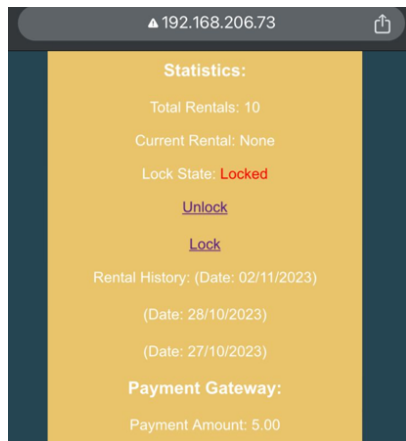 192.168.206.73
Statistics:
Total Rentals: 10
Current Rental: None
Lock State: Locked
Unlock
Lock
Rental History: (Date: 02/11/2023)
(Date: 28/10/2023)
(Date: 27/10/2023)
Payment Gateway:
Payment Amount: 5.00